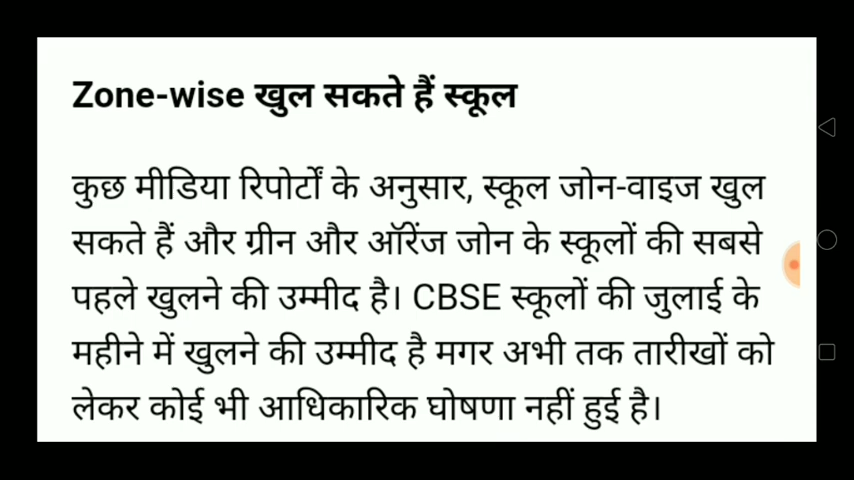 Zone-wise खुल सकते हैं स्कूल
कुछ मीडिया रिपोर्टों के अनुसार, स्कूल जोन-वाइज खुल
सकते हैं और ग्रीन और ऑरेंज जोन के स्कूलों की सबसे
पहले खुलने की उम्मीद है। CBSE स्कूलों की जुलाई के
महीने में खुलने की उम्मीद है मगर अभी तक तारीखों को
लेकर कोई भी आधिकारिक घोषणा नहीं हुई है।